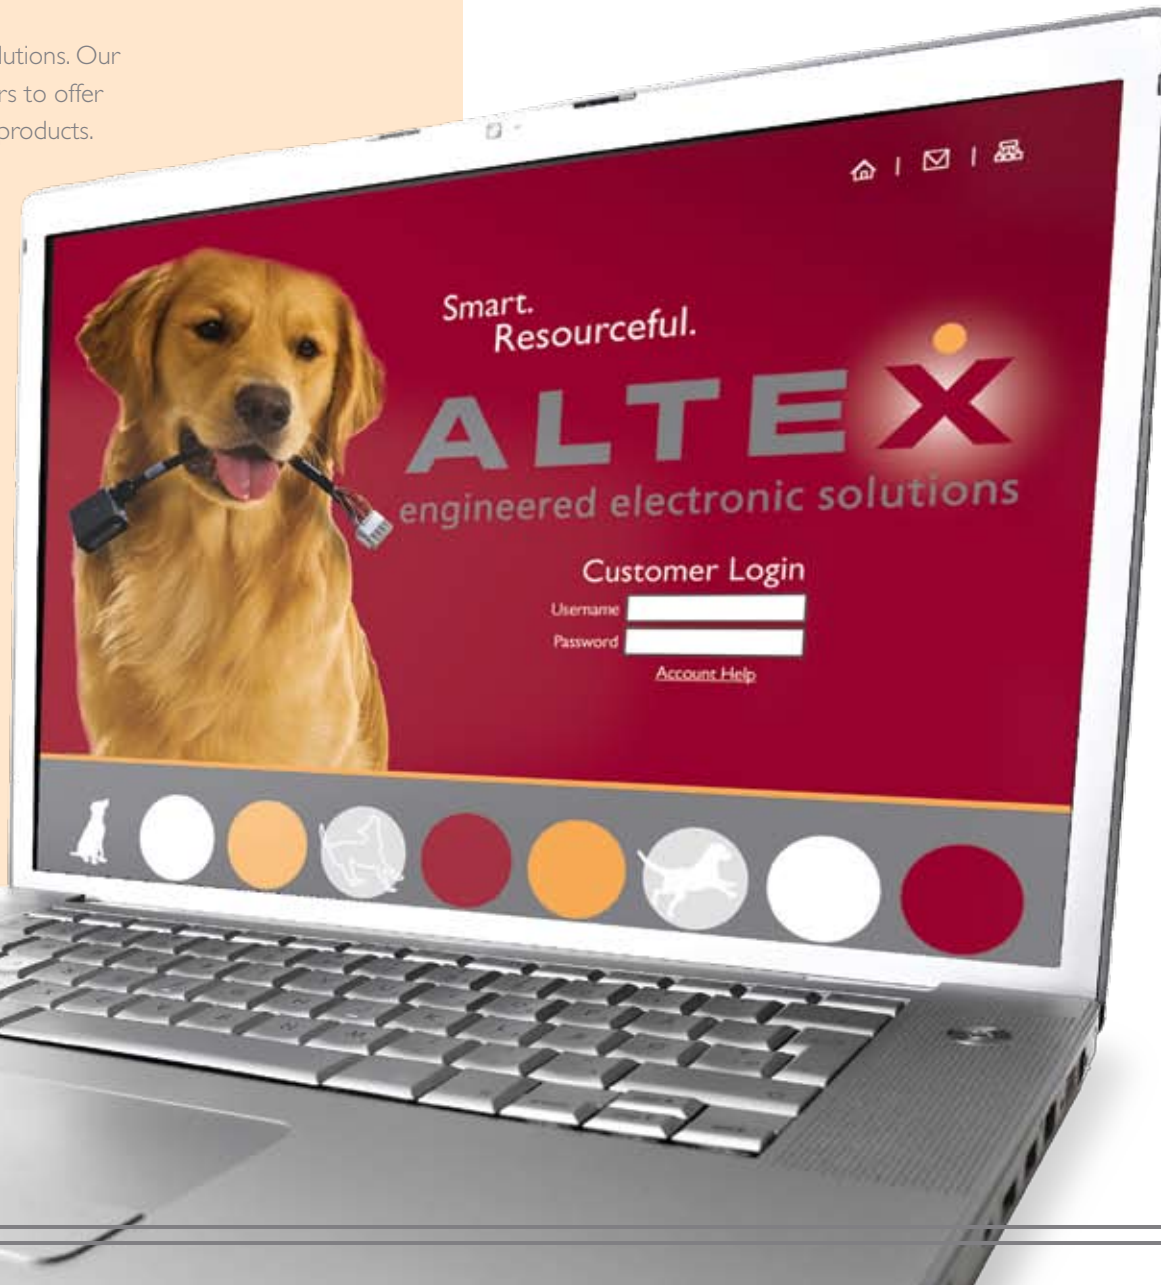 lutions. Our
rs to offer
products.
Smart.
Resourceful.
ALTEX
engineered electronic solutions
Customer Login
Username
Password
Account Help